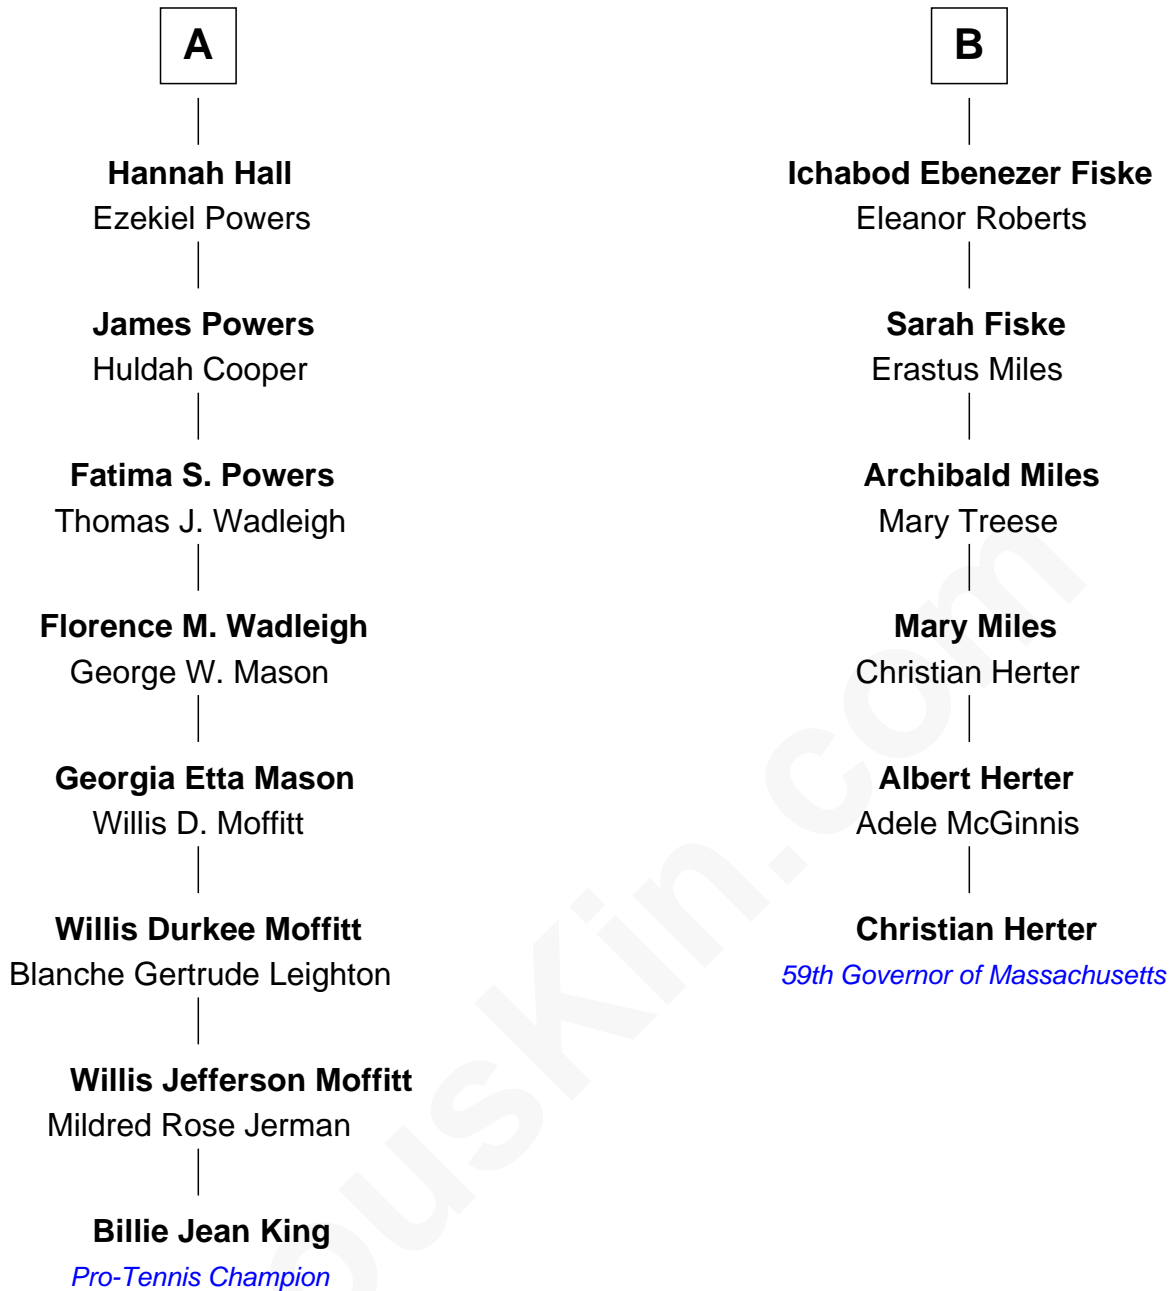 A
Hannah Hall
Ezekiel Powers
James Powers
Huldah Cooper
Fatima S. Powers
Thomas J. Wadleigh
Florence M. Wadleigh
George W. Mason
Georgia Etta Mason
Willis D. Moffitt
Willis Durkee Moffitt
Blanche Gertrude Leighton
Willis Jefferson Moffitt
Mildred Rose Jerman
Billie Jean King
Pro-Tennis Champion
B
Ichabod Ebenezer Fiske
Eleanor Roberts
Sarah Fiske
Erastus Miles
Archibald Miles
Mary Treese
Mary Miles
Christian Herter
Albert Herter
Adele McGinnis
Christian Herter
59th Governor of Massachusetts
ousKin.com